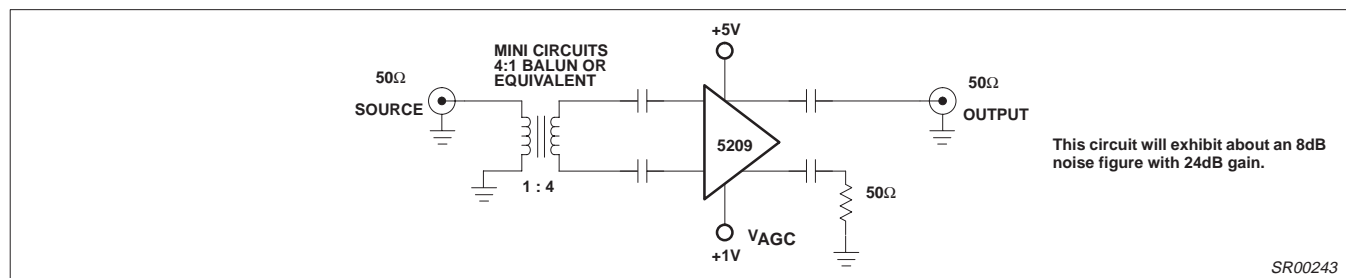 +5V
MINI CIRCUITS
4:1 BALUN OR
EQUIVALENT
50Ω
SOURCE
1 : 4
5209
50Ω
OUTPUT
50Ω
VAGC
+1V
This circuit will exhibit about an 8dB
noise figure with 24dB gain.
SR00243